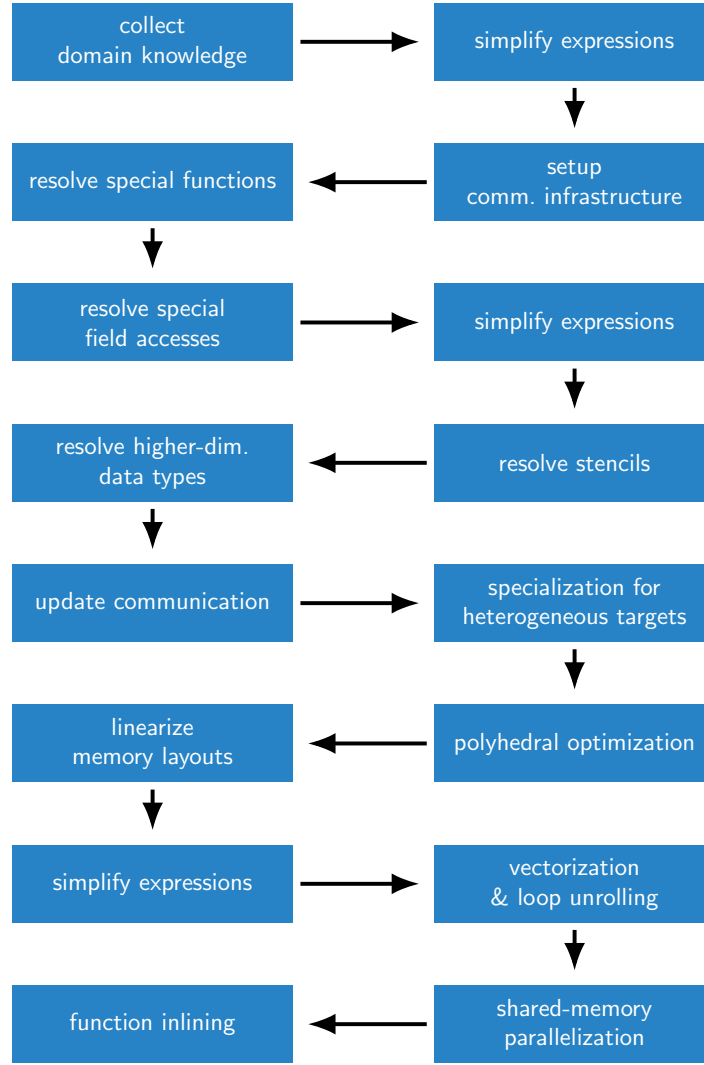 collect
domain knowledge
simplify expressions
setup
comm. infrastructure
resolve special functions
resolve special
field accesses
simplify expressions
resolve stencils
resolve higher-dim.
data types
update communication
specialization for
heterogeneous targets
polyhedral optimization
linearize
memory layouts
simplify expressions
vectorization
& loop unrolling
shared-memory
parallelization
function inlining